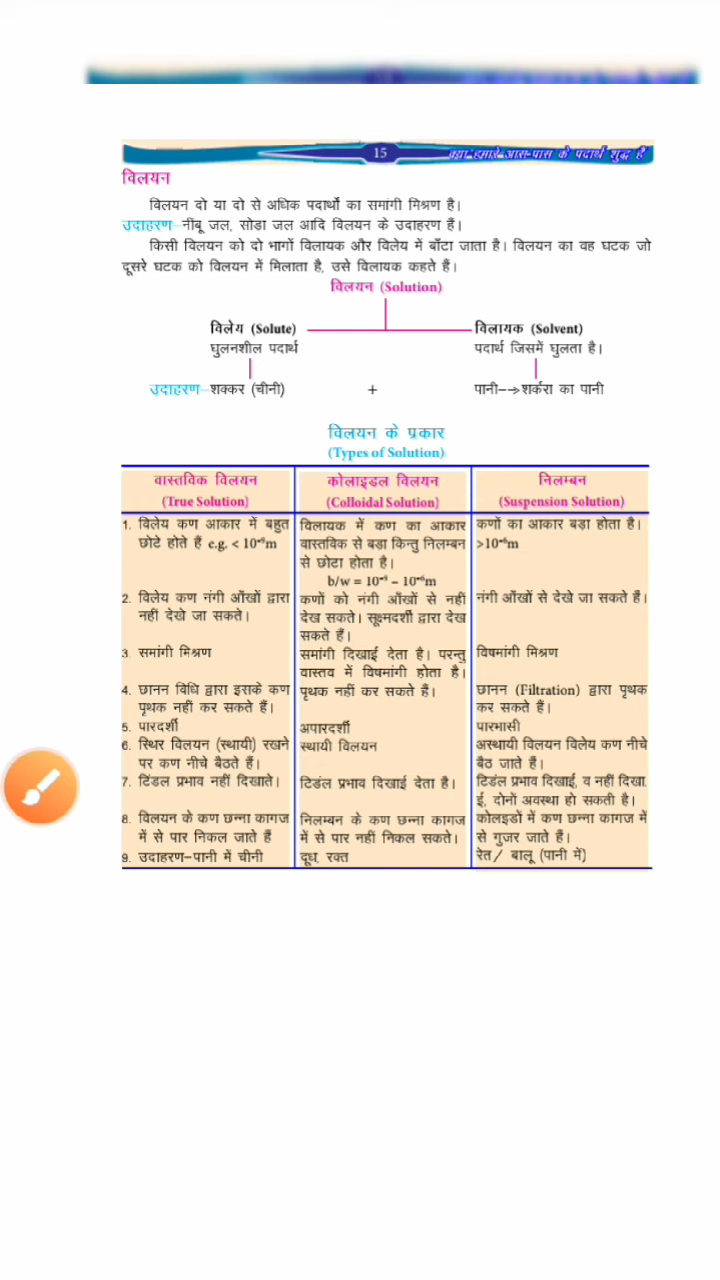 15 क्या हमारे आस-पास के पदार्थ शुद्ध हैं
विलयन
विलयन दो या दो से अधिक पदार्थों का समांगी मिश्रण है।
उदाहरण–नींबू जल, सोडा जल आदि विलयन के उदाहरण हैं।
किसी विलयन को दो भागों विलायक और विलेय में बाँटा जाता है। विलयन का वह घटक जो
दूसरे घटक को विलयन में मिलाता है, उसे विलायक कहते हैं।
विलयन (Solution)
विलेय (Solute) विलायक (Solvent)
घुलनशील पदार्थ पदार्थ जिसमें घुलता है।
उदाहरण–शक्कर (चीनी) + पानी-->शर्करा का पानी
विलयन के प्रकार
(Types of Solution)
वास्तविक विलयन
(True Solution)
कोलाइडल विलयन
(Colloidal Solution)
निलम्बन
(Suspension Solution)
1. विलेय कण आकार में बहुत
छोटे होते हैं e.g. < 10⁻⁹m
विलायक में कण का आकार
वास्तविक से बडा किन्तु निलम्बन
से छोटा होता है।
b/w = 10⁻⁹ – 10⁻⁶m
कणों का आकार बड़ा होता है।
>10⁻⁶m
2. विलेय कण नंगी आँखों द्वारा
नहीं देखे जा सकते।
कणों को नंगी आँखों से नहीं
देख सकते। सूक्ष्मदर्शी द्वारा देख
सकते हैं।
नंगी आँखों से देखे जा सकते हैं।
3. समांगी मिश्रण
समांगी दिखाई देता है। परन्तु
वास्तव में विषमांगी होता है।
विषमांगी मिश्रण
4. छानन विधि द्वारा इसके कण
पृथक नहीं कर सकते हैं।
पृथक नहीं कर सकते हैं।
छानन (Filtration) द्वारा पृथक
कर सकते हैं।
5. पारदर्शी
अपारदर्शी
पारभासी
6. स्थिर विलयन (स्थायी) रखने
पर कण नीचे बैठते हैं।
स्थायी विलयन
अस्थायी विलयन विलेय कण नीचे
बैठ जाते हैं।
7. टिंडल प्रभाव नहीं दिखाते।
टिडंल प्रभाव दिखाई देता है।
टिडंल प्रभाव दिखाई, व नहीं दिखा
ई, दोनों अवस्था हो सकती है।
8. विलयन के कण छन्ना कागज
में से पार निकल जाते हैं
निलम्बन के कण छन्ना कागज
में से पार नहीं निकल सकते।
कोलइडों में कण छन्ना कागज में
से गुजर जाते हैं।
9. उदाहरण–पानी में चीनी
दूध, रक्त
रेत/ बालू (पानी में)